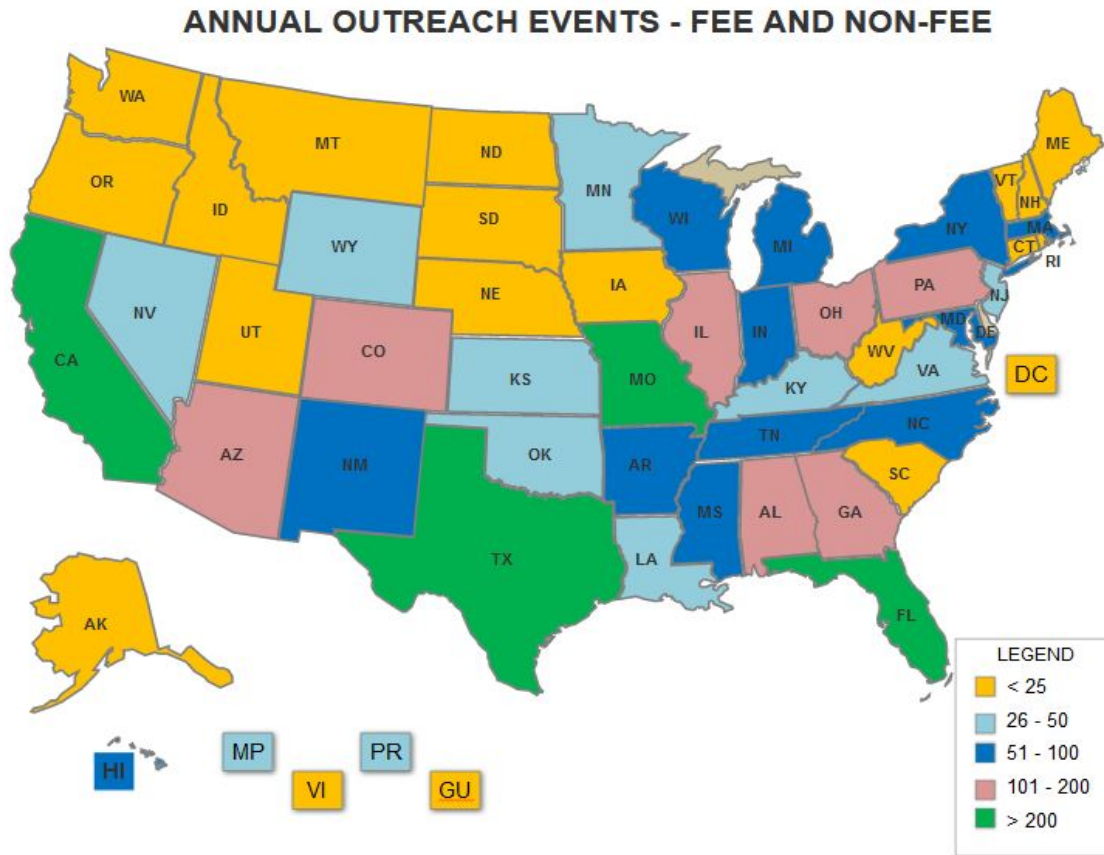 ANNUAL OUTREACH EVENTS - FEE AND NON-FEE
WA
MT
ND
MN
ME
OR
ID
SD
WI
MI
VT
NH
NY
MA
CT
RI
WY
NE
IA
PA
NJ
NV
UT
CO
IL
IN
OH
MD
DE
WV
VA
DC
CA
KS
MO
KY
AZ
NM
OK
AR
TN
NC
SC
MS
AL
GA
TX
LA
FL
AK
HI
MP
PR
VI
GU
LEGEND
< 25
26 - 50
51 - 100
101 - 200
> 200